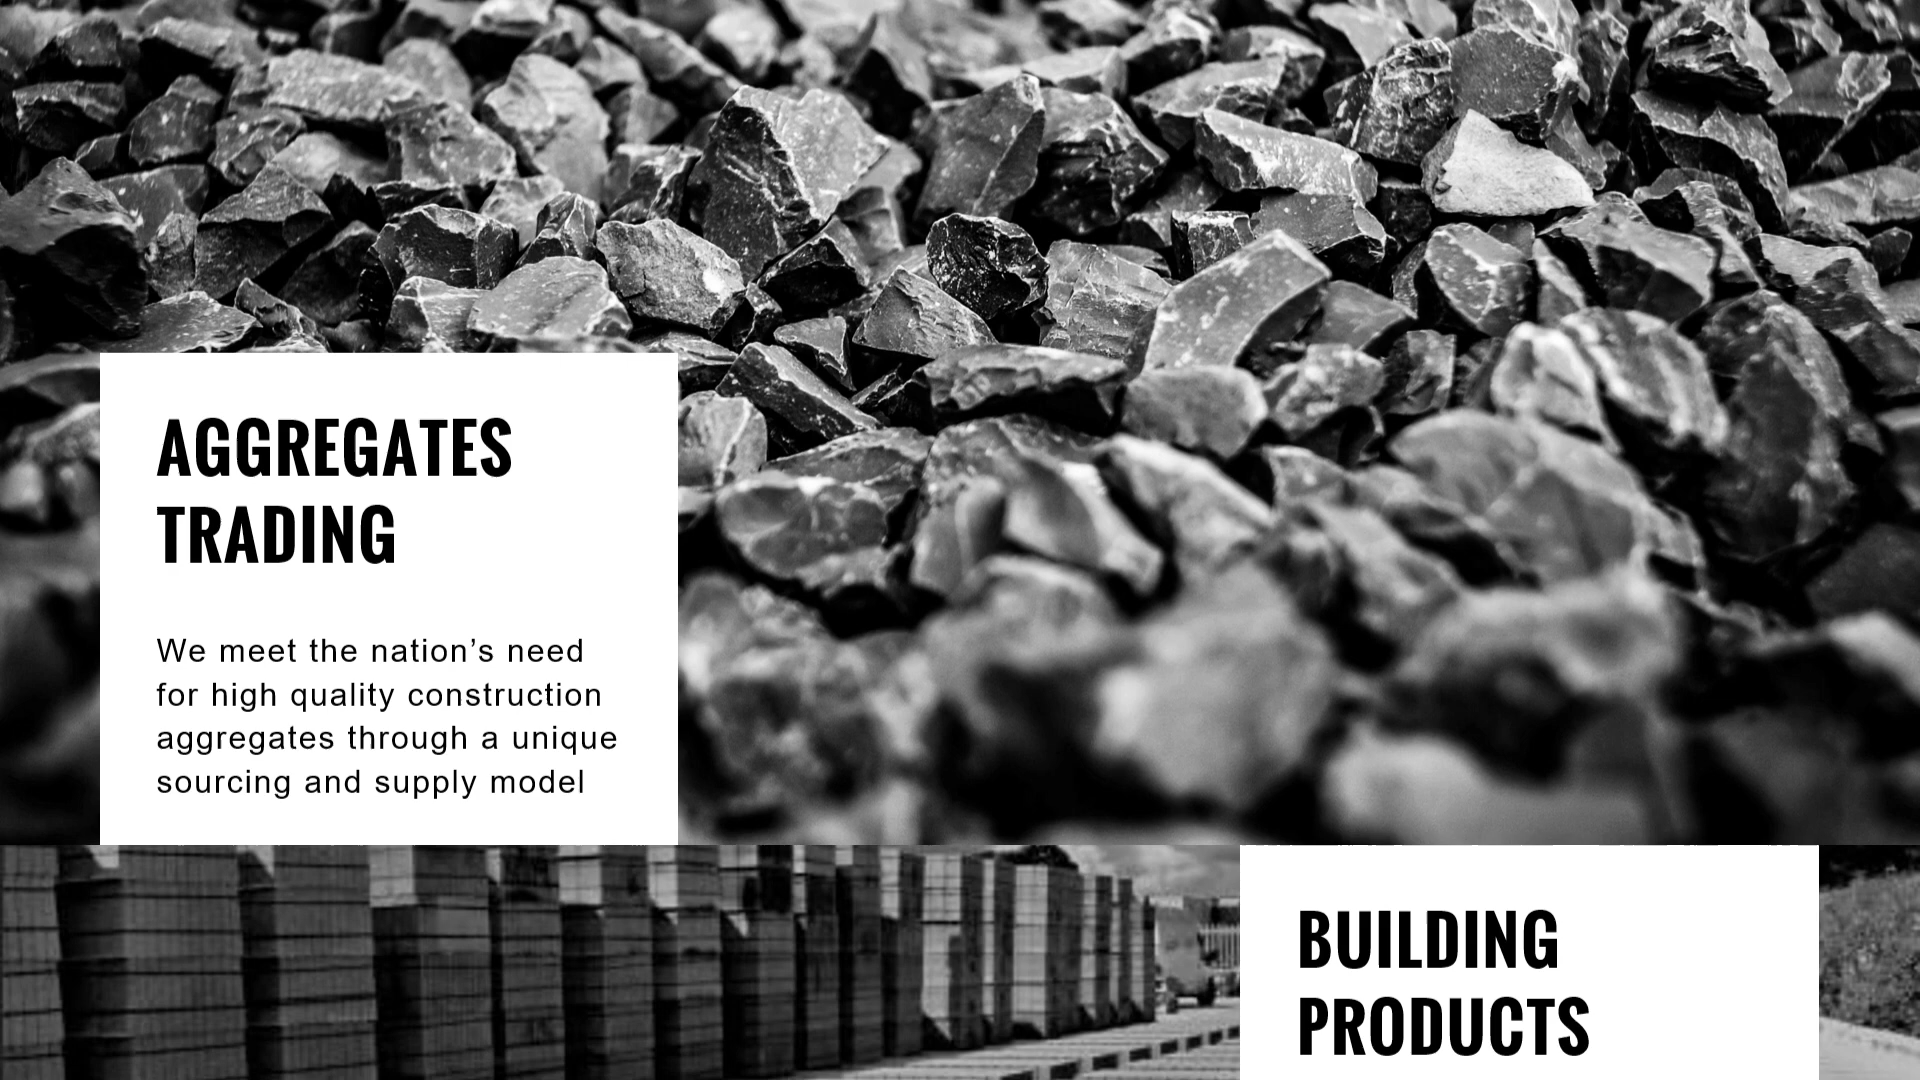 AGGREGATES
TRADING
We meet the nation’s need
for high quality construction
aggregates through a unique
sourcing and supply model
BUILDING
PRODUCTS